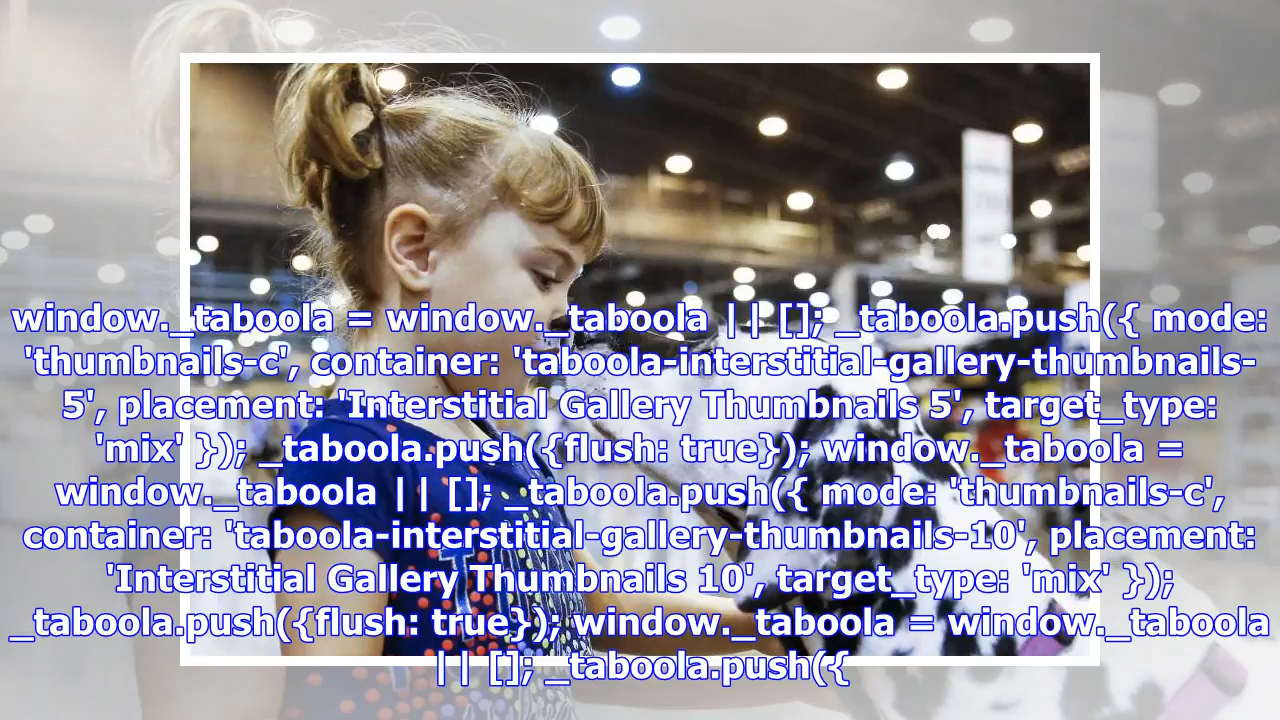 window._taboola = window._taboola || []; _taboola.push({ mode:
'thumbnails-c', container: 'taboola-interstitial-gallery-thumbnails-
5', placement: 'Interstitial Gallery Thumbnails 5', target_type:
'mix' }); _taboola.push({flush: true}); window._taboola =
window._taboola || []; _taboola.push({ mode: 'thumbnails-c',
container: 'taboola-interstitial-gallery-thumbnails-10', placement:
'Interstitial Gallery Thumbnails 10', target_type: 'mix' });
_taboola.push({flush: true}); window._taboola = window._taboola
|| []; _taboola.push({